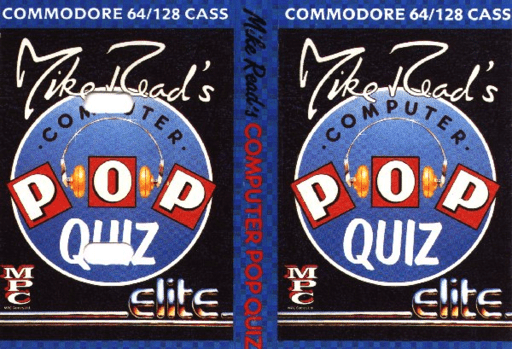 COMMODORE 64/128 CASS
Mike Read's
·COMPUTER·
POP
QUIZ
MPC
elite
Mike Read's COMPUTER POP QUIZ
COMMODORE 64/128 CASS
Mike Read's
·COMPUTER·
POP
QUIZ
MPC
elite